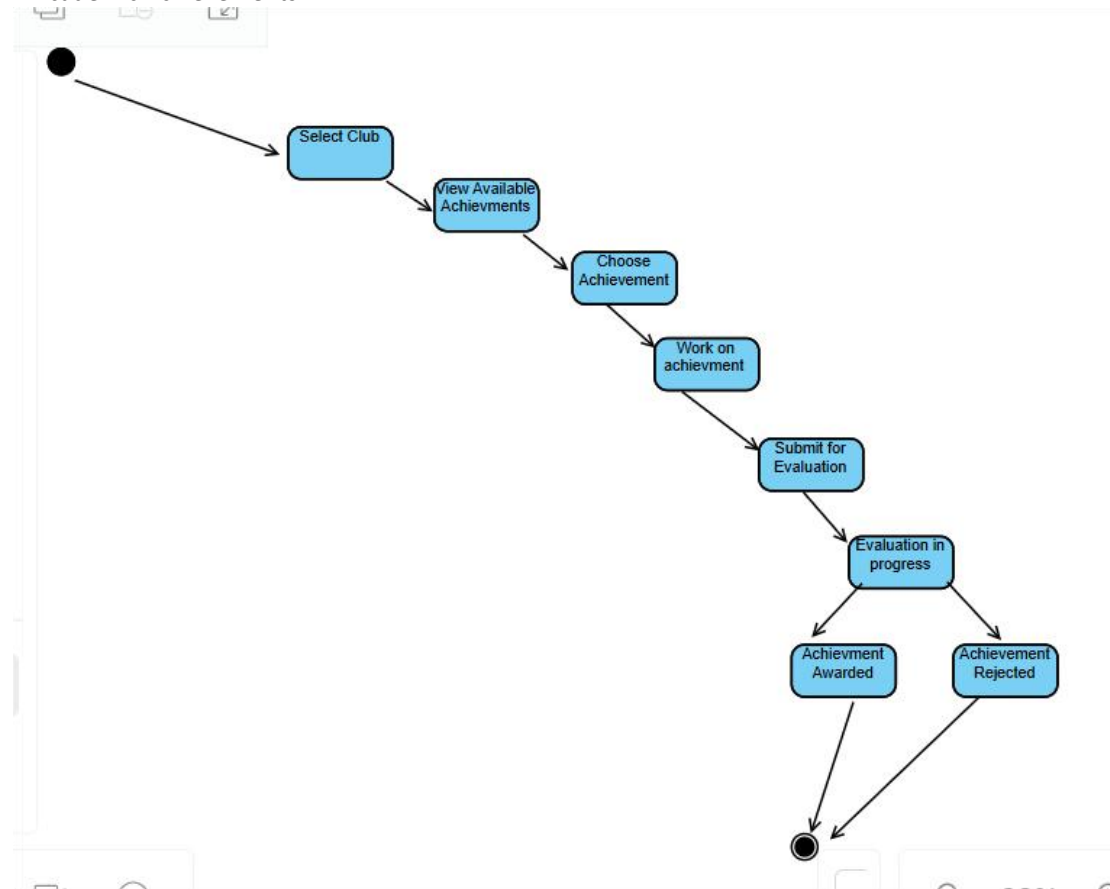 Select Club
View Available
Achievments
Choose
Achievement
Work on
achievment
Submit for
Evaluation
Evaluation in
progress
Achievment
Awarded
Achievement
Rejected